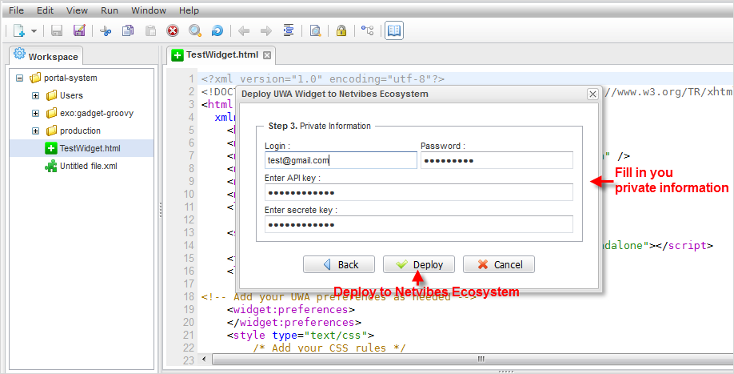 File Edit View Run Window Help
Workspace
TestWidget.html
portal-system
Users
exo:gadget-groovy
production
TestWidget.html
Untitled file.xml
1 <?xml version="1.0" encoding="utf-8"?>
2 <!DOCT //www.w3.org/TR/xhtm
3 <html
4 xmln
5 <
6 <
7 <n " />
8 <
9 <
10 <
11 <
12
13 <s andalone"></script>
14
15 <
16 <
17
18 <!-- Add your UWA preferences as needed -->
19 <widget:preferences>
20 </widget:preferences>
21 <style type="text/css">
22 /* Add your CSS rules */
23
Deploy UWA Widget to Netvibes Ecosystem
Step 3. Private Information
Login : Password :
test@gmail.com •••••••••
Enter API key :
••••••••••••
Enter secrete key :
••••••••••••
Back Deploy Cancel
Fill in you
private information
Deploy to Netvibes Ecosystem